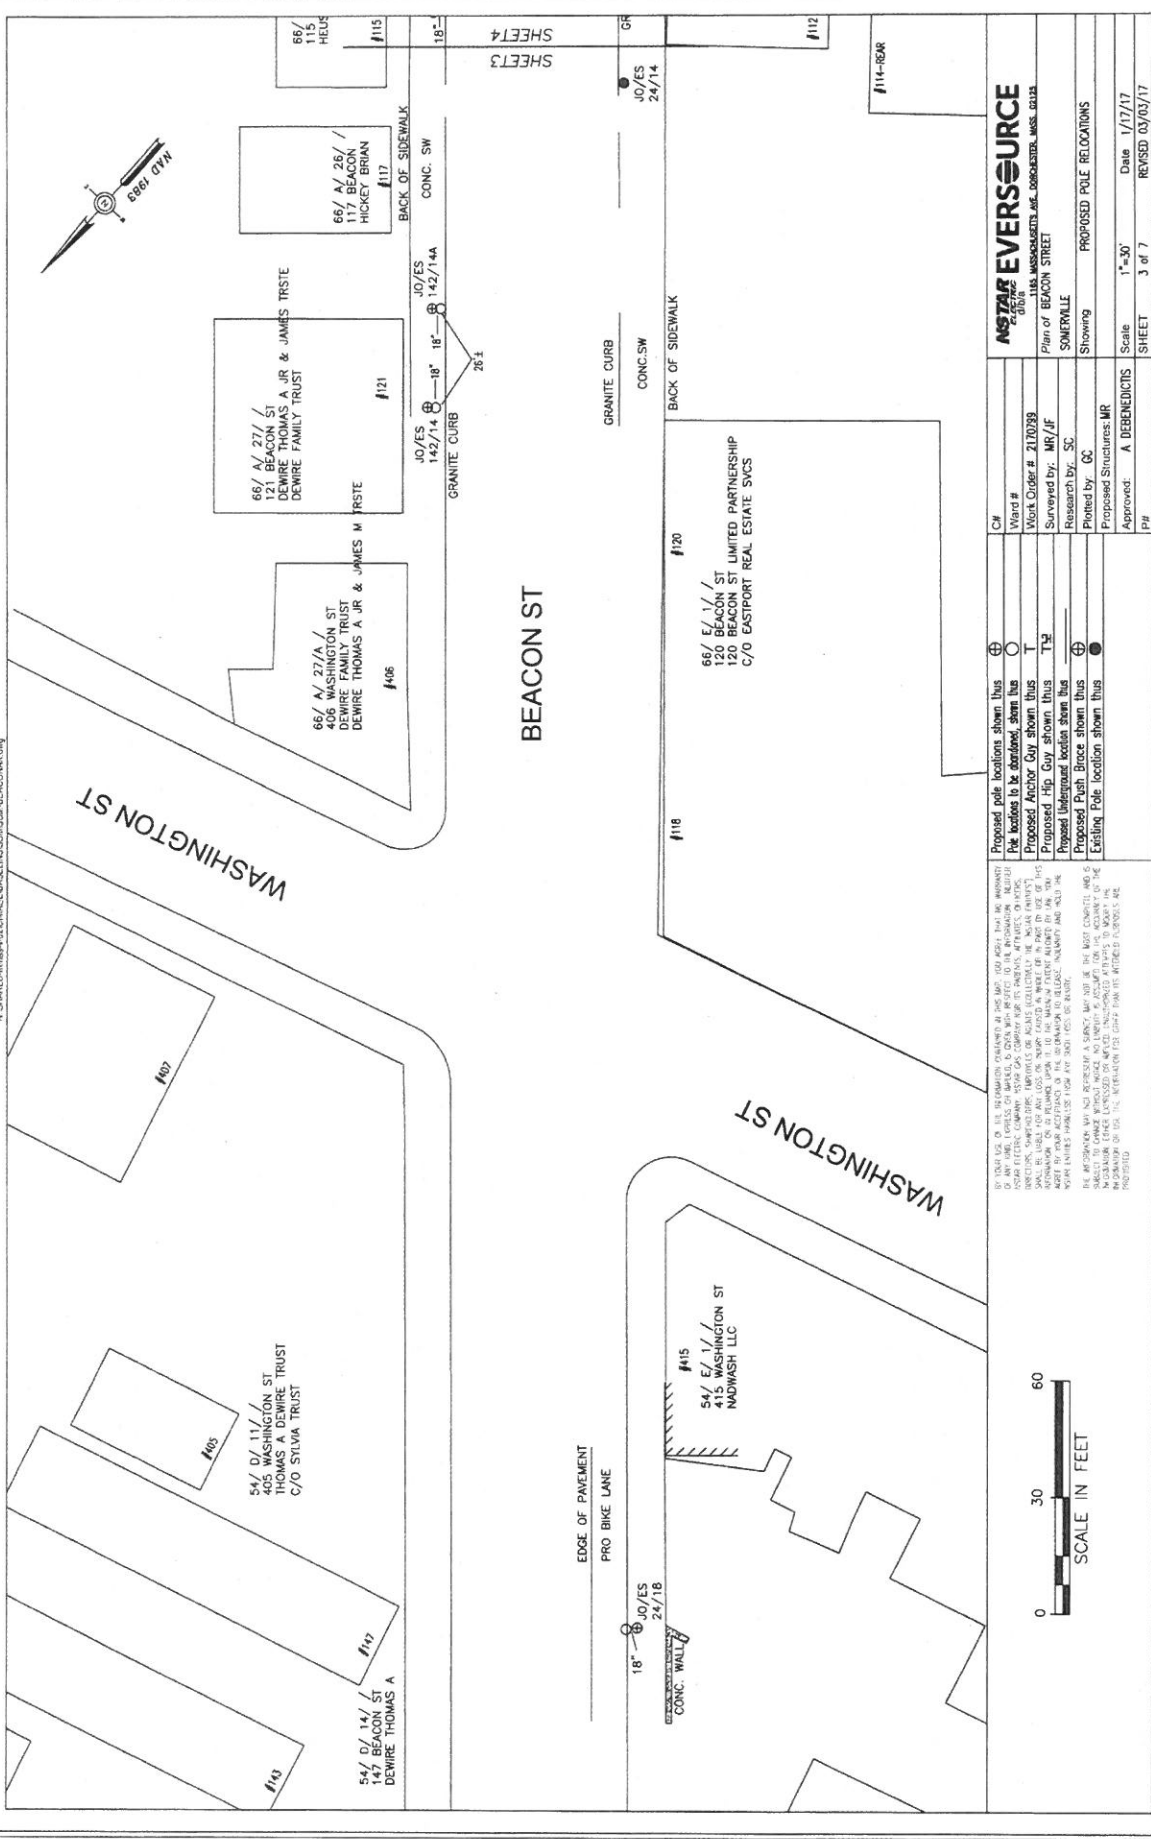 66/
115
HEUS
#115
18"
SHEET4
SHEET3
GR
#112
JO/ES
24/14
#114-REAR
NAD 1983
66/ A/ 26/ /
117 BEACON
HICKEY BRIAN
#117
BACK OF SIDEWALK
CONC. SW
JO/ES
142/14A
18"
18"
26'±
JO/ES
142/14
GRANITE CURB
66/ A/ 27/ /
121 BEACON ST
DEWIRE THOMAS A JR & JAMES TRSTE
DEWIRE FAMILY TRUST
#121
GRANITE CURB
CONC.SW
BACK OF SIDEWALK
66/ A/ 27/A /
406 WASHINGTON ST
DEWIRE FAMILY TRUST
DEWIRE THOMAS A JR & JAMES M TRSTE
#406
BEACON ST
#120
66/ E/ 1/ /
120 BEACON ST
120 BEACON ST LIMITED PARTNERSHIP
C/O EASTPORT REAL ESTATE SVCS
#118
WASHINGTON ST
#407
WASHINGTON ST
54/ D/ 11/ /
405 WASHINGTON ST
THOMAS A DEWIRE TRUST
C/O SYLVIA TRUST
#405
#415
54/ E/ 1/ /
415 WASHINGTON ST
NADWASH LLC
EDGE OF PAVEMENT
PRO BIKE LANE
#147
54/ D/ 14/ /
147 BEACON ST
DEWIRE THOMAS A
#143
18"
JO/ES
24/18
CONC. WALL
0 30 60
SCALE IN FEET
Proposed pole locations shown thus
Pole locations to be abandoned, shown thus
Proposed Anchor Guy shown thus T
Proposed Hip Guy shown thus
Proposed Underground location shown thus
Proposed Push Brace shown thus
Existing Pole location shown thus
C#
Ward #
Work Order # 2170799
Surveyed by: MR/JF
Research by: SC
Plotted by: GC
Proposed Structures: MR
Approved: A DEBENEDICTIS
P#
NSTAR
ELECTRIC
d/b/a
EVERSOURCE
1165 MASSACHUSETTS AVE. DORCHESTER, MASS. 02125
Plan of BEACON STREET
SOMERVILLE
Showing PROPOSED POLE RELOCATIONS
Scale 1"=30' Date 1/17/17
SHEET 3 of 7 REVISED 03/03/17